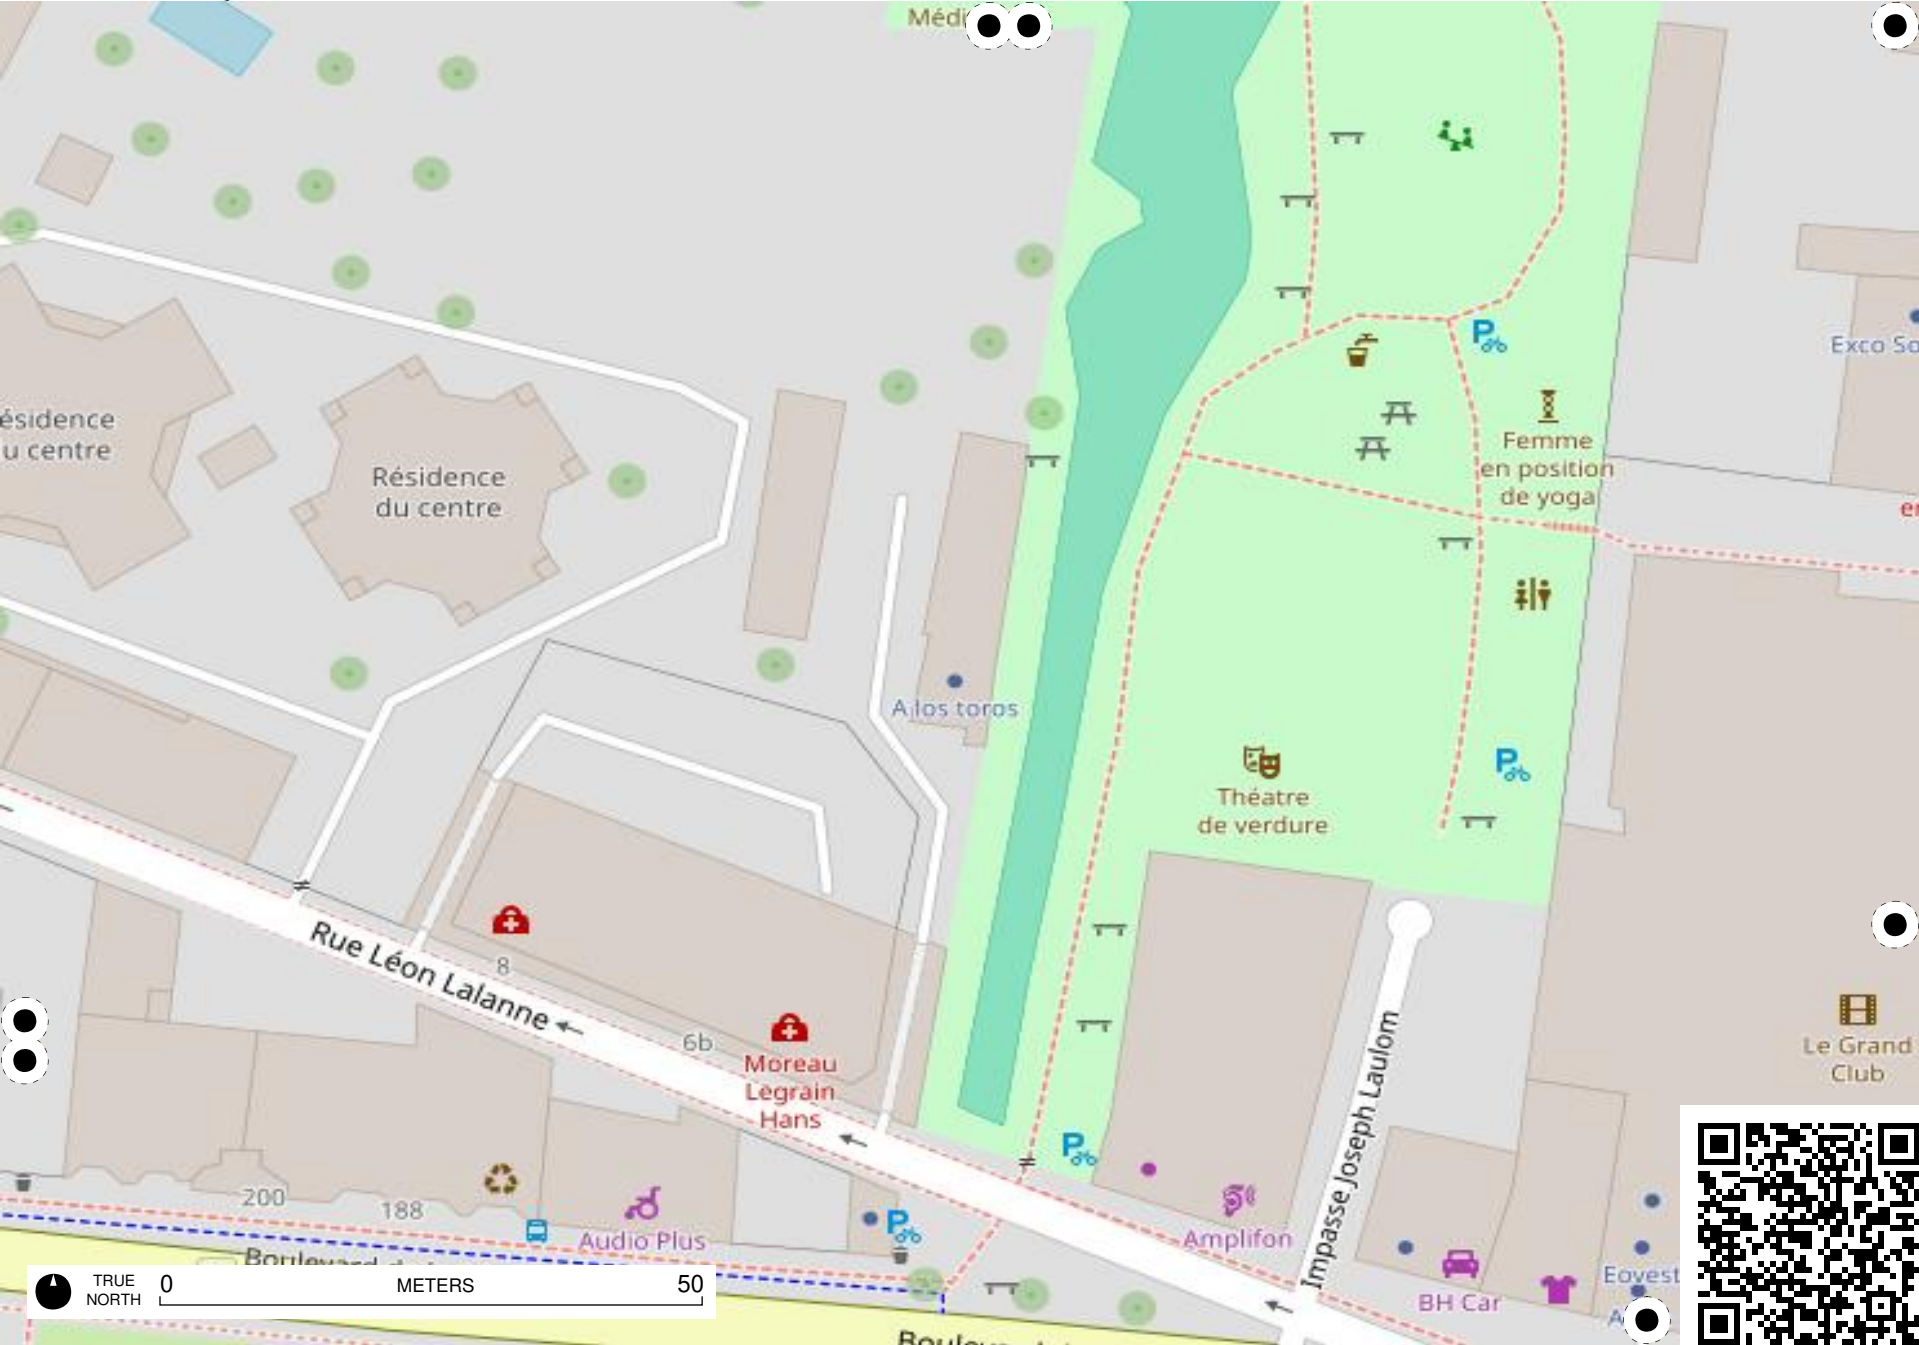 ésidence
u centre
Résidence
du centre
Exco So
Femme
en position
de yoga
A los toros
Théatre
de verdure
Rue Léon Lalanne
8
6b
Moreau
Legrain
Hans
Impasse Joseph Laulom
Le Grand
Club
200
188
Audio Plus
Amplifon
BH Car
Eovest
TRUE
NORTH
0
METERS
50